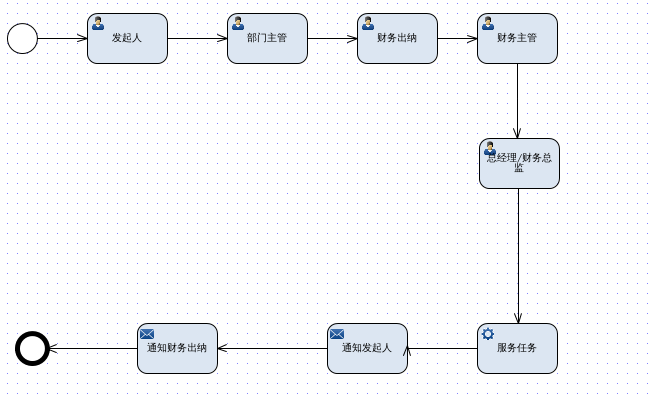 发起人
部门主管
财务出纳
财务主管
总经理/财务总
监
通知财务出纳
通知发起人
服务任务